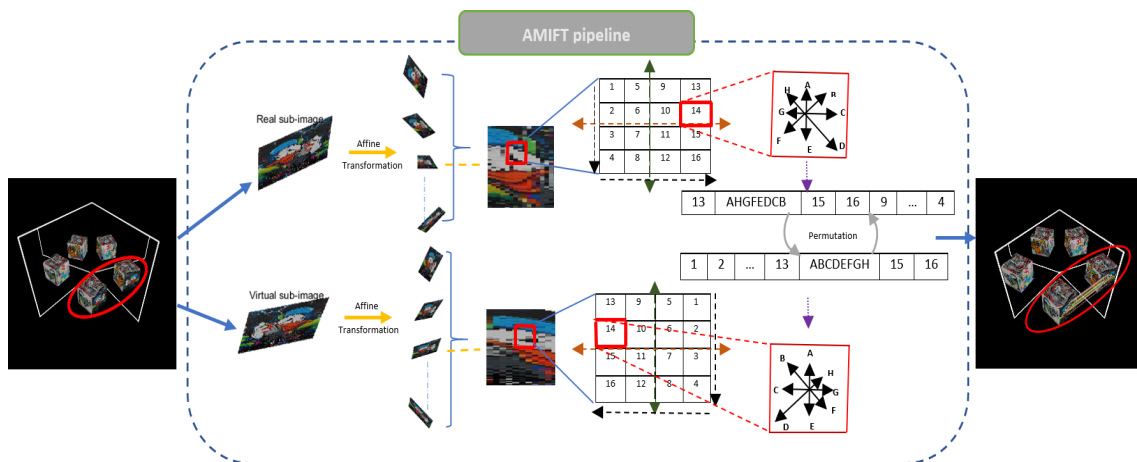 AMIFT pipeline
Real sub-image
Affine
Transformation
1 5 9 13
2 6 10 14
3 7 11 15
4 8 12 16
A
H B
G C
F D
E
13 AHGFEDCB 15 16 9 ... 4
Permutation
1 2 ... 13 ABCDEFGH 15 16
Virtual sub-image
Affine
Transformation
13 9 5 1
14 10 6 2
15 11 7 3
16 12 8 4
A
B H
C G
D E F